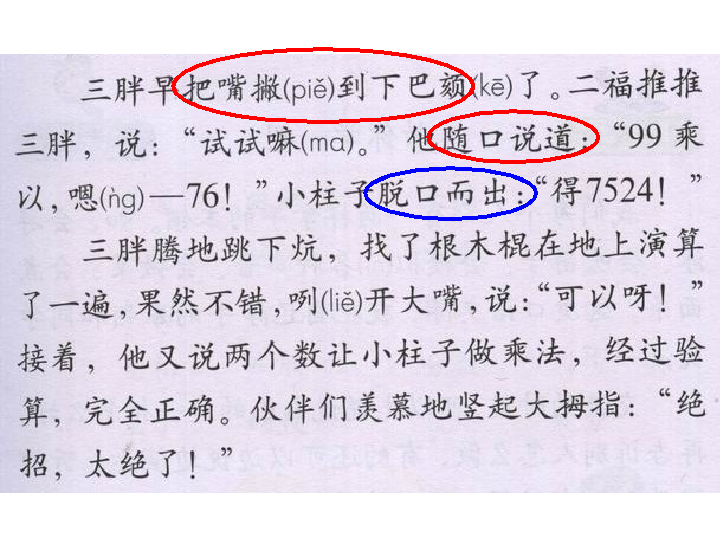 三胖早把嘴撇(piě)到下巴颏(kē)了。二福推推
三胖，说：“试试嘛(ma)。”他随口说道：“99 乘
以，嗯(ǹg)—76！”小柱子脱口而出：“得7524！”
三胖腾地跳下炕，找了根木棍在地上演算
了一遍，果然不错，咧(liě)开大嘴，说：“可以呀！”
接着，他又说两个数让小柱子做乘法，经过验
算，完全正确。伙伴们羡慕地竖起大拇指：“绝
招，太绝了！”